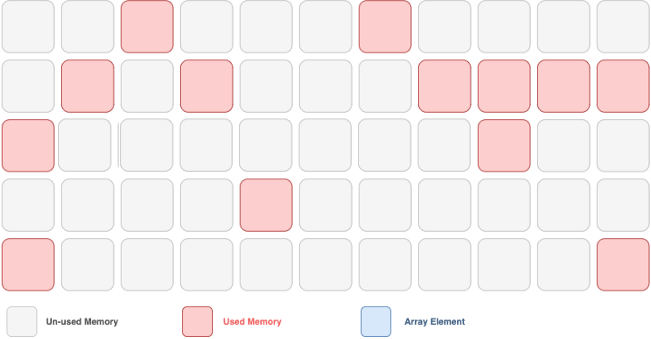 Un-used Memory
Used Memory
Array Element